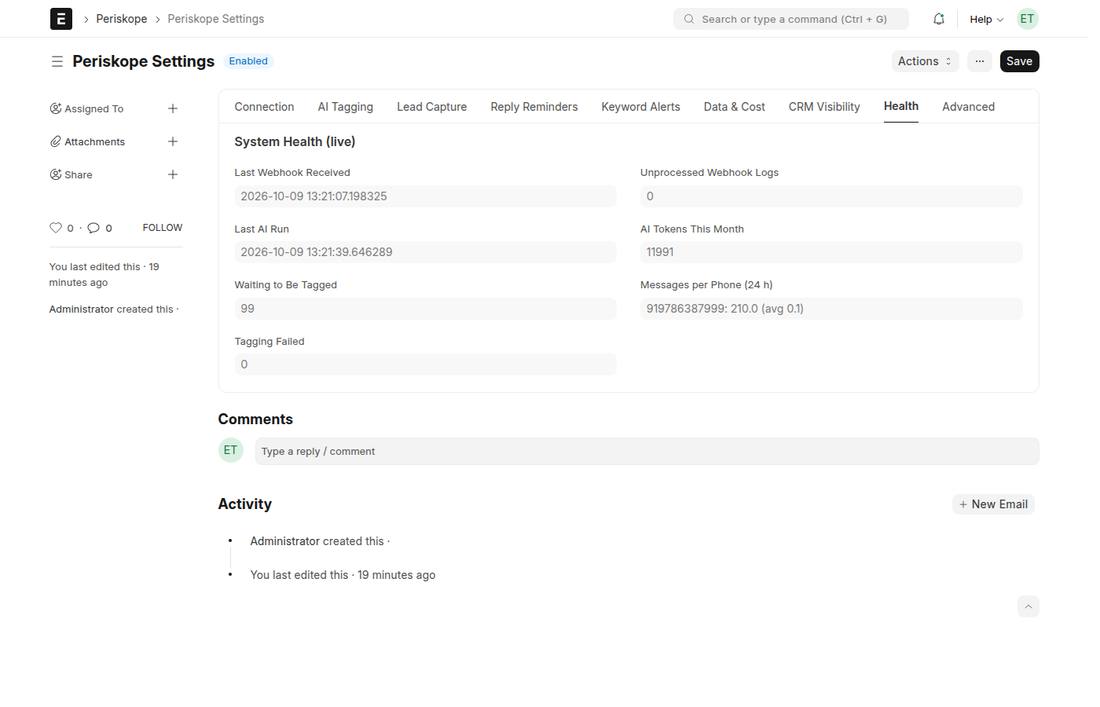 Periskope
Periskope Settings
Search or type a command (Ctrl + G)
Help
ET
Periskope Settings
Enabled
Actions
Save
Assigned To
Attachments
Share
0 · 0
FOLLOW
You last edited this · 19
minutes ago
Administrator created this ·
Connection
AI Tagging
Lead Capture
Reply Reminders
Keyword Alerts
Data & Cost
CRM Visibility
Health
Advanced
System Health (live)
Last Webhook Received
2026-10-09 13:21:07.198325
Unprocessed Webhook Logs
0
Last AI Run
2026-10-09 13:21:39.646289
AI Tokens This Month
11991
Waiting to Be Tagged
99
Messages per Phone (24 h)
919786387999: 210.0 (avg 0.1)
Tagging Failed
0
Comments
ET
Type a reply / comment
Activity
New Email
Administrator created this ·
You last edited this · 19 minutes ago